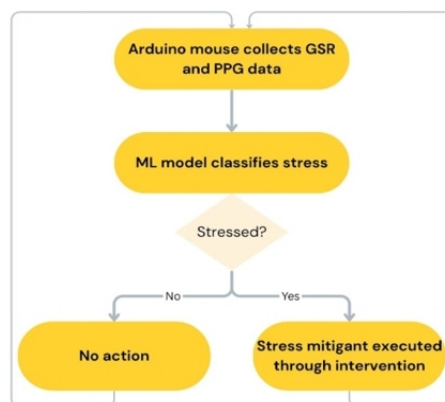 Arduino mouse collects GSR
and PPG data
ML model classifies stress
Stressed?
No
Yes
No action
Stress mitigant executed
through intervention